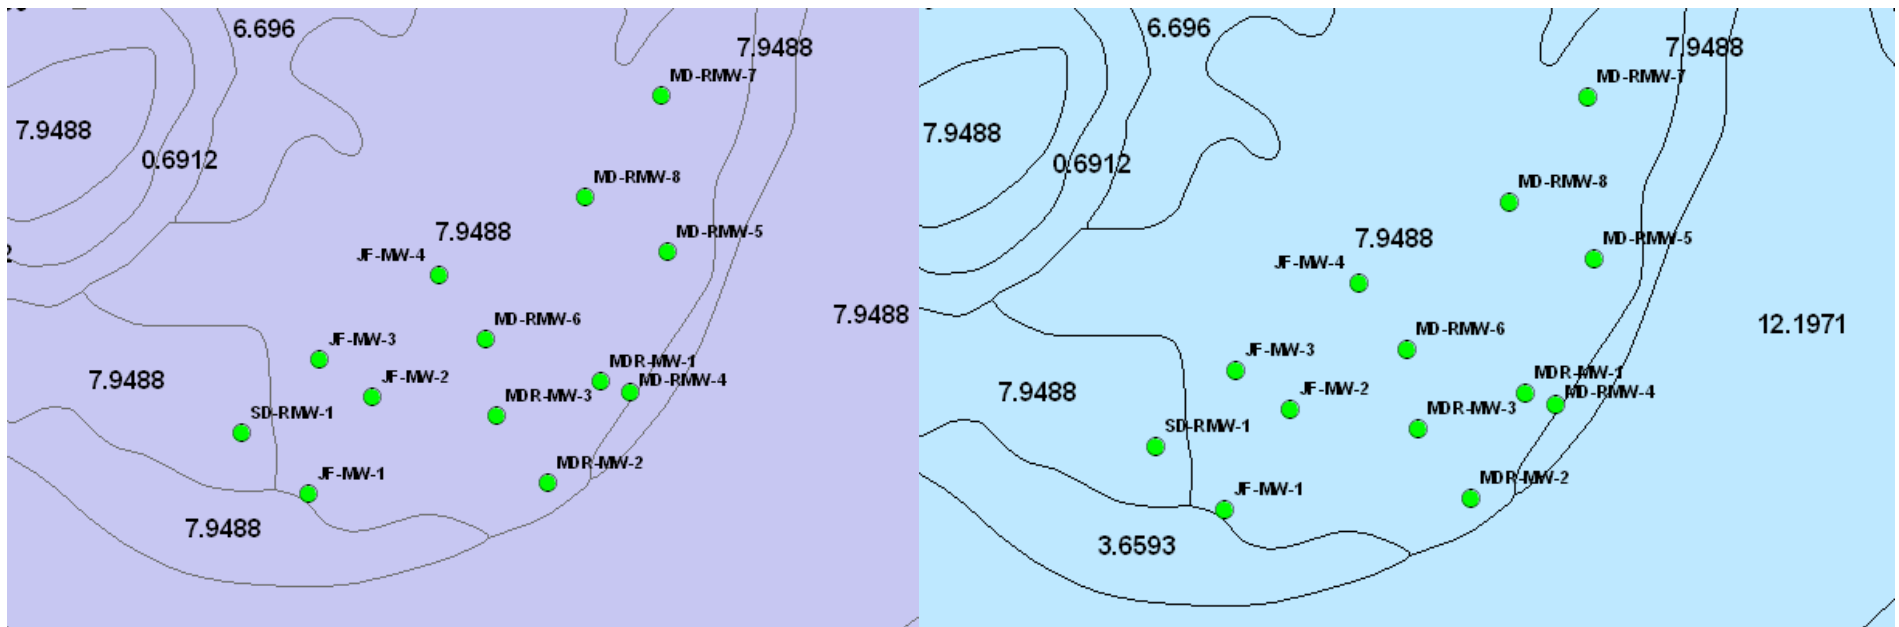 6.696
7.9488
MD-RMW-7
7.9488
0.6912
MD-RMW-8
7.9488
MD-RMW-5
JF-MW-4
7.9488
MD-RMW-6
JF-MW-3
MDR-MW-1
7.9488
JF-MW-2
MD-RMW-4
MDR-MW-3
SD-RMW-1
MDR-MW-2
JF-MW-1
7.9488
6.696
7.9488
MD-RMW-7
7.9488
0.6912
MD-RMW-8
7.9488
MD-RMW-5
JF-MW-4
12.1971
MD-RMW-6
JF-MW-3
MDR-MW-1
7.9488
JF-MW-2
MD-RMW-4
MDR-MW-3
SD-RMW-1
MDR-MW-2
JF-MW-1
3.6593